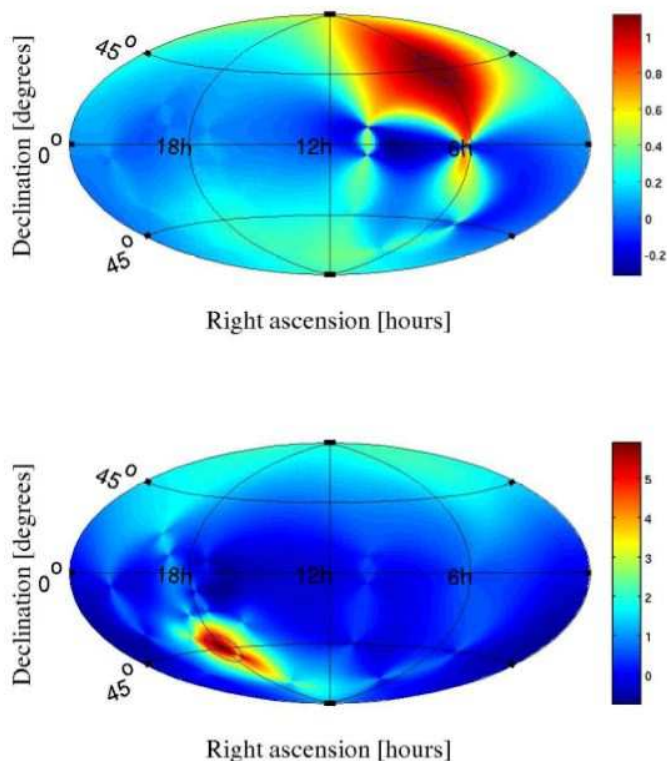 45°
0°
45°
18h
12h
6h
Declination [degrees]
Right ascension [hours]
1
0.8
0.6
0.4
0.2
0
-0.2
45°
0°
45°
18h
12h
6h
Declination [degrees]
Right ascension [hours]
5
4
3
2
1
0